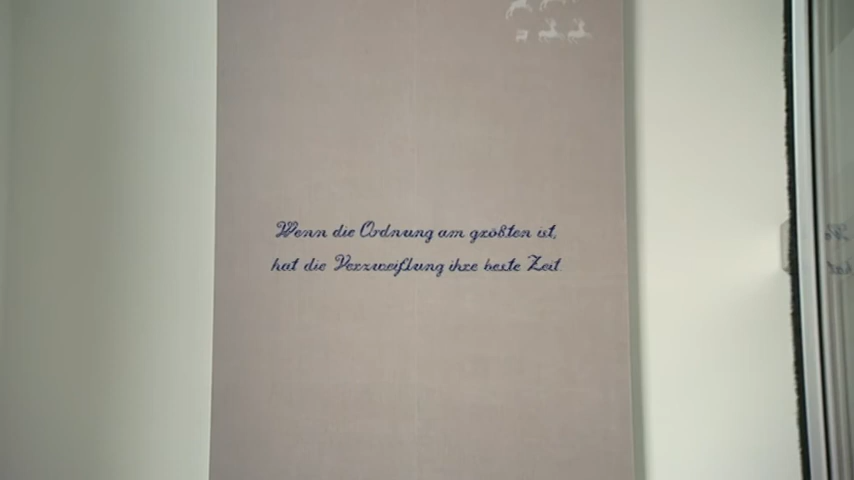 Wenn die Ordnung am größten ist,
hat die Verzweiflung ihre beste Zeit.